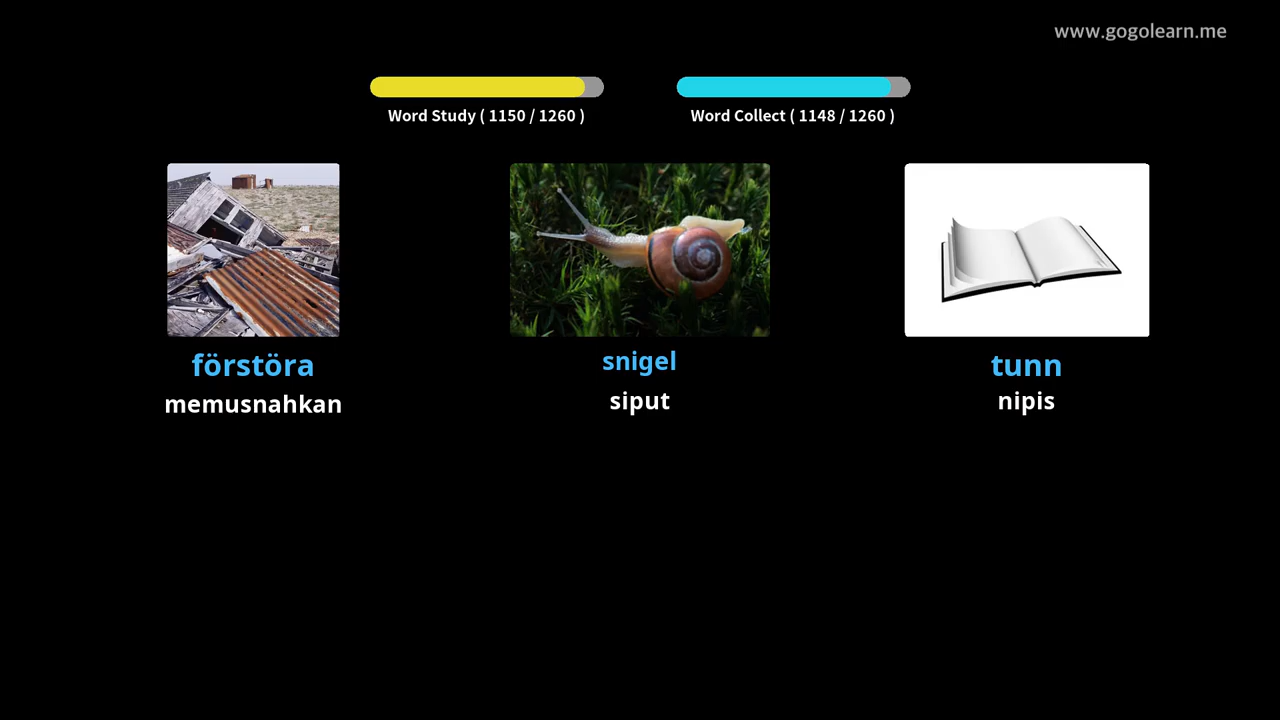 www.gogolearn.me
Word Study ( 1150 / 1260 )
Word Collect ( 1148 / 1260 )
förstöra
memusnahkan
snigel
siput
tunn
nipis